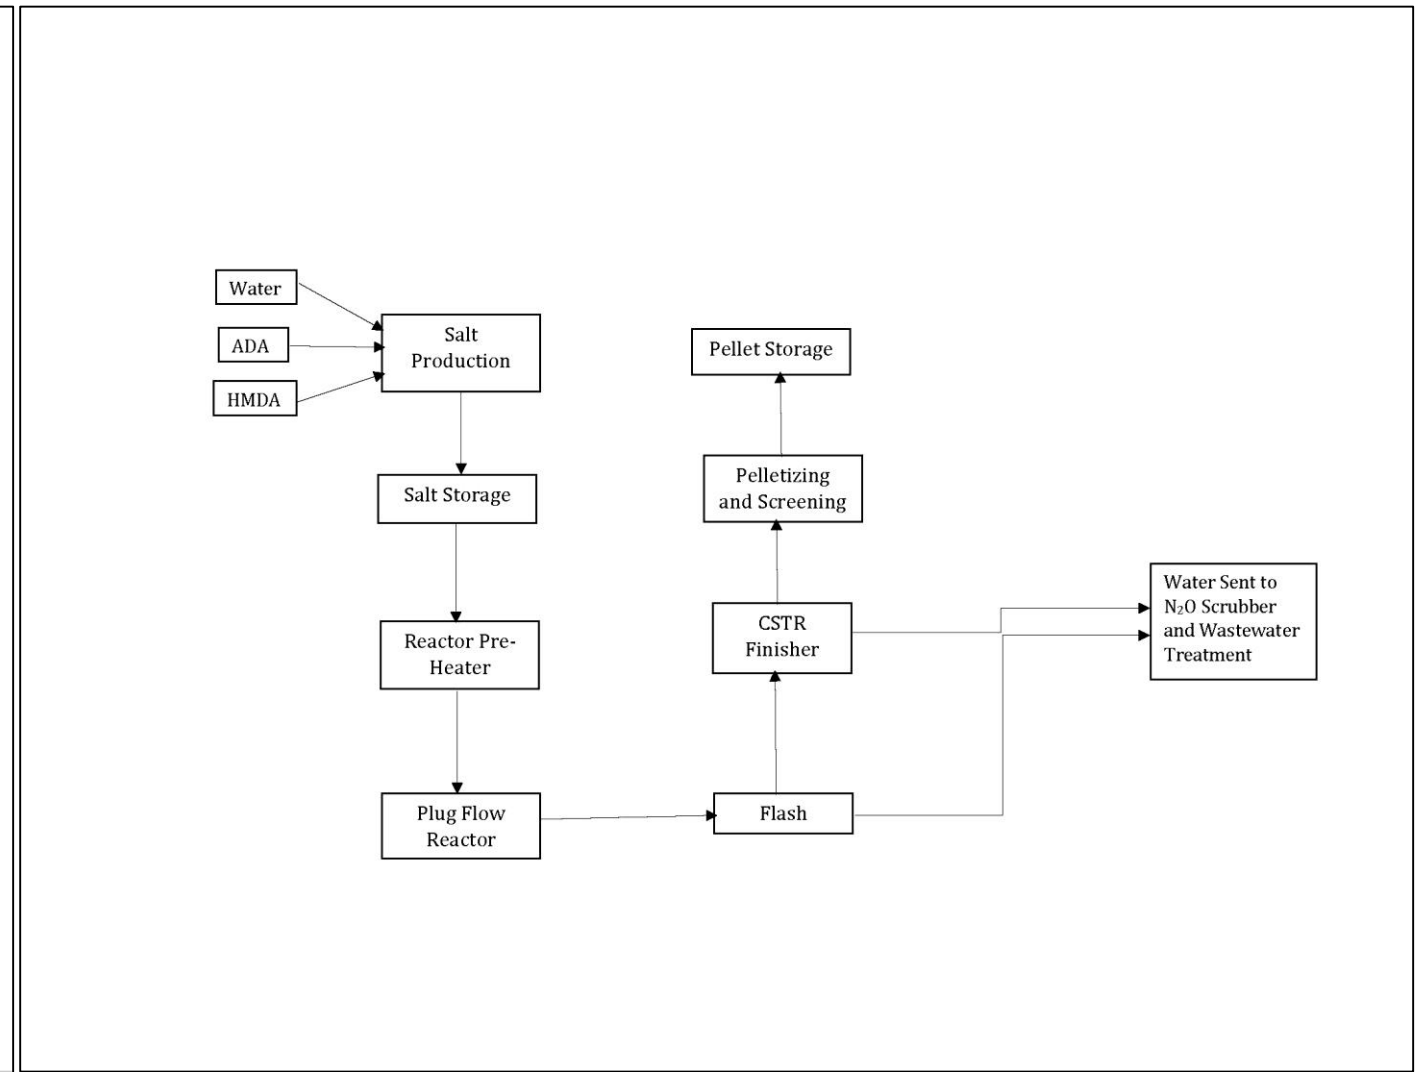 Water
ADA
HMDA
Salt
Production
Salt Storage
Reactor Pre-
Heater
Plug Flow
Reactor
Pellet Storage
Pelletizing
and Screening
CSTR
Finisher
Flash
Water Sent to
N₂O Scrubber
and Wastewater
Treatment